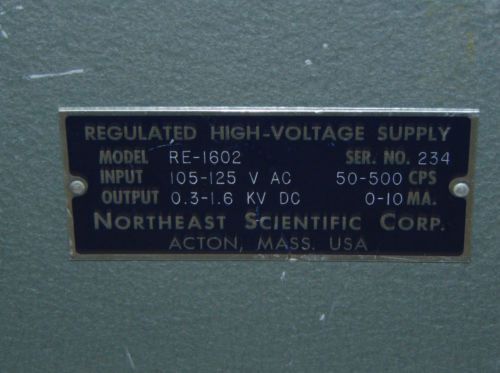 REGULATED HIGH-VOLTAGE SUPPLY
MODEL RE-1602 SER. NO. 234
INPUT 105-125 V AC 50-500 CPS
OUTPUT 0.3-1.6 KV DC 0-10 MA.
NORTHEAST SCIENTIFIC CORP.
ACTON, MASS. USA